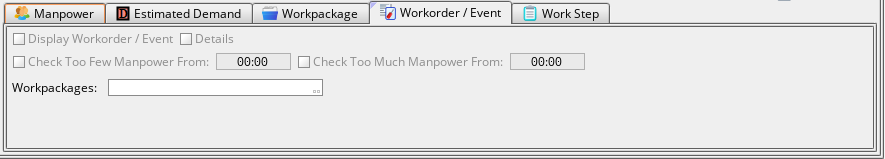 Manpower Estimated Demand Workpackage Workorder / Event Work Step
Display Workorder / Event Details
Check Too Few Manpower From: 00:00 Check Too Much Manpower From: 00:00
Workpackages: